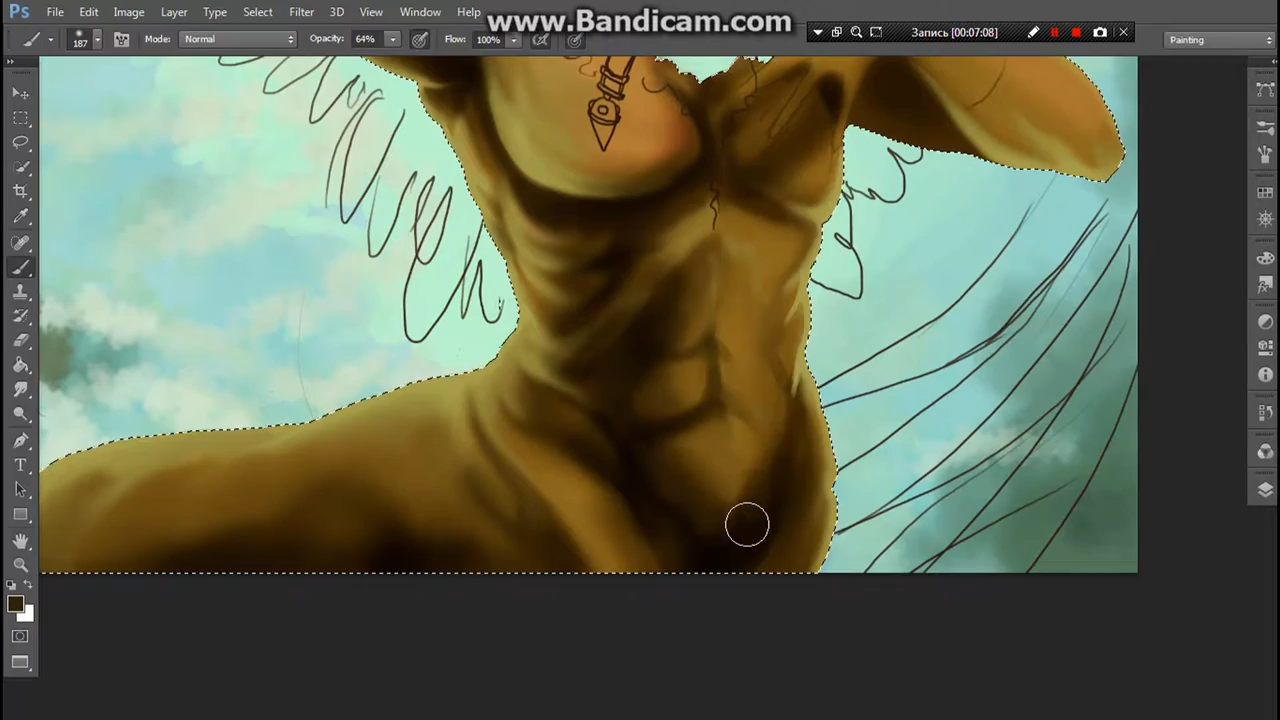 www.Bandicam.com
Ps File Edit Image Layer Type Select Filter 3D View Window Help
Запись [00:07:08]
187 Mode: Normal Opacity: 64% Flow: 100% Painting
T